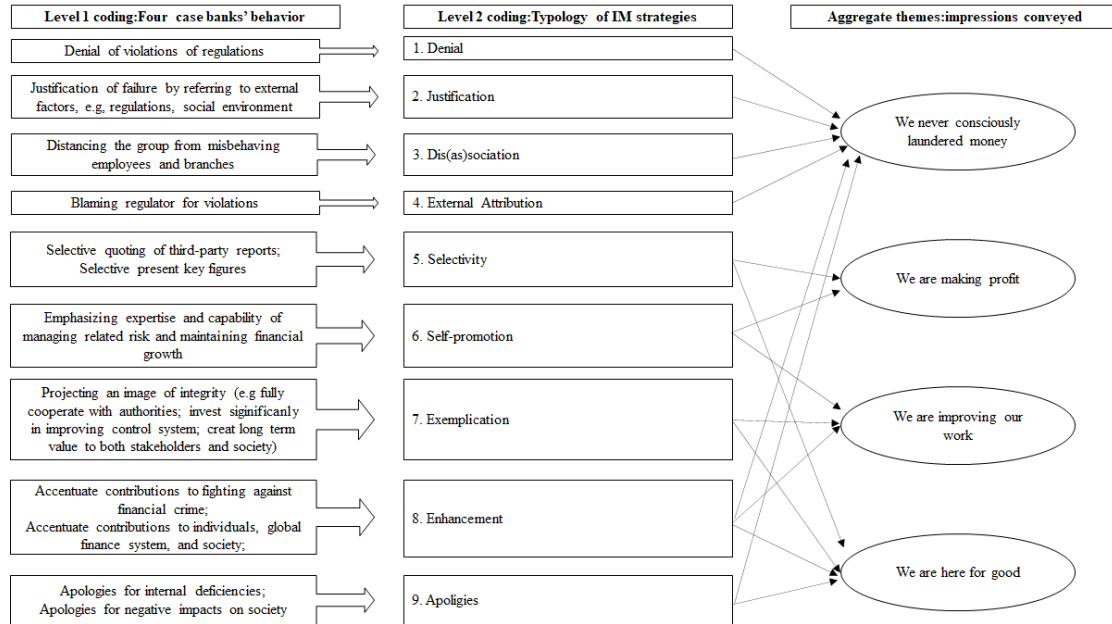 Level 1 coding:Four case banks' behavior
Level 2 coding:Typology of IM strategies
Aggregate themes:impressions conveyed
Denial of violations of regulations
1. Denial
Justification of failure by referring to external
factors, e.g, regulations, social environment
2. Justification
We never consciously
laundered money
Distancing the group from misbehaving
employees and branches
3. Dis(as)sociation
Blaming regulator for violations
4. External Attribution
Selective quoting of third-party reports;
Selective present key figures
5. Selectivity
We are making profit
Emphasizing expertise and capability of
managing related risk and maintaining financial
growth
6. Self-promotion
Projecting an image of integrity (e.g fully
cooperate with authorities; invest siginificantly
in improving control system; creat long term
value to both stakeholders and society)
7. Exemplication
We are improving our
work
Accentuate contributions to fighting against
financial crime;
Accentuate contributions to individuals, global
finance system, and society;
8. Enhancement
We are here for good
Apologies for internal deficiencies;
Apologies for negative impacts on society
9. Apoligies